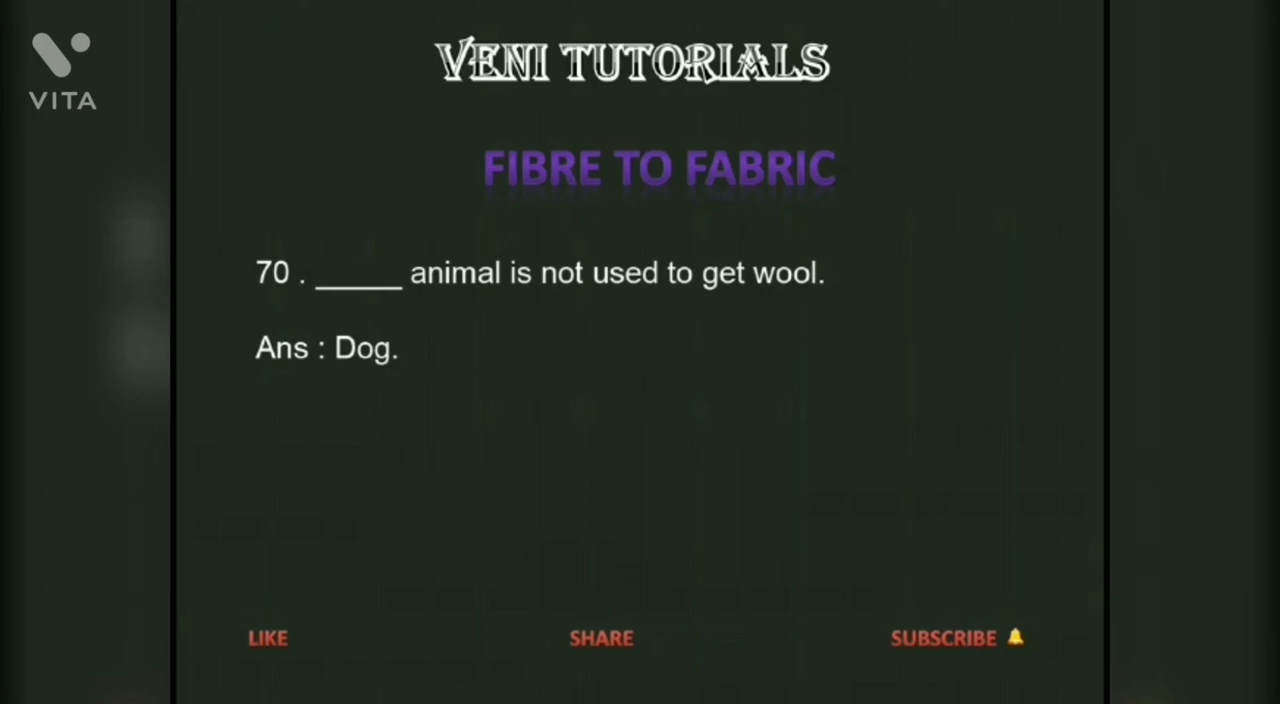 VITA
VENI TUTORIALS
FIBRE TO FABRIC
70 . _____ animal is not used to get wool.
Ans : Dog.
LIKE SHARE SUBSCRIBE